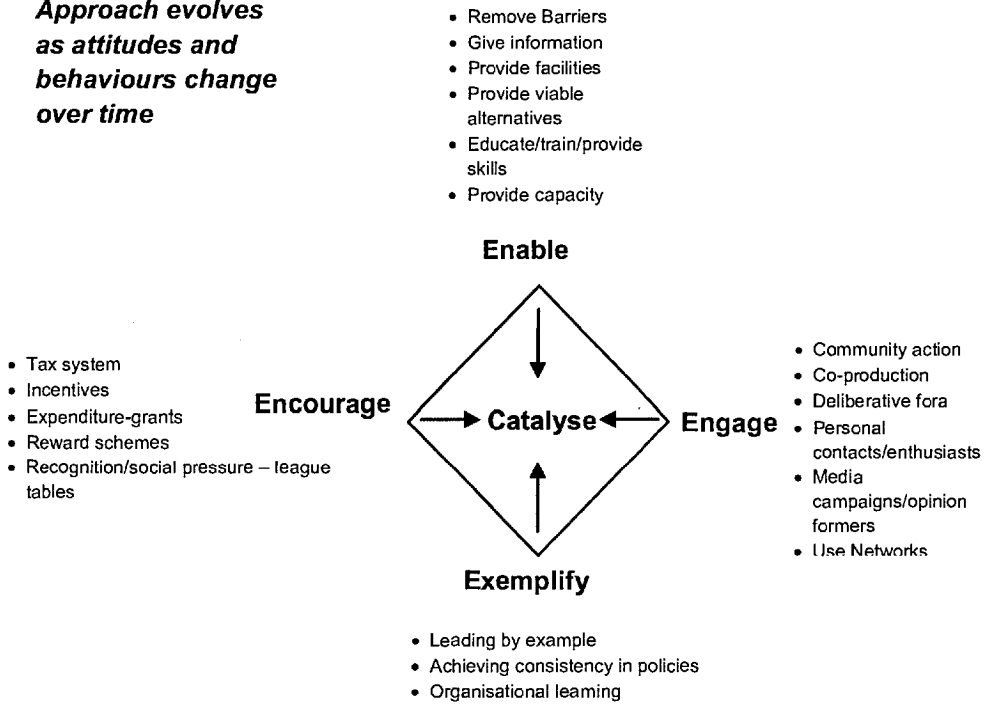 Approach evolves
as attitudes and
behaviours change
over time
• Remove Barriers
• Give information
• Provide facilities
• Provide viable
alternatives
• Educate/train/provide
skills
• Provide capacity
Enable
• Tax system
• Incentives
• Expenditure-grants
• Reward schemes
• Recognition/social pressure – league
tables
Encourage
Catalyse
Engage
• Community action
• Co-production
• Deliberative fora
• Personal
contacts/enthusiasts
• Media
campaigns/opinion
formers
• Use Networks
Exemplify
• Leading by example
• Achieving consistency in policies
• Organisational learning